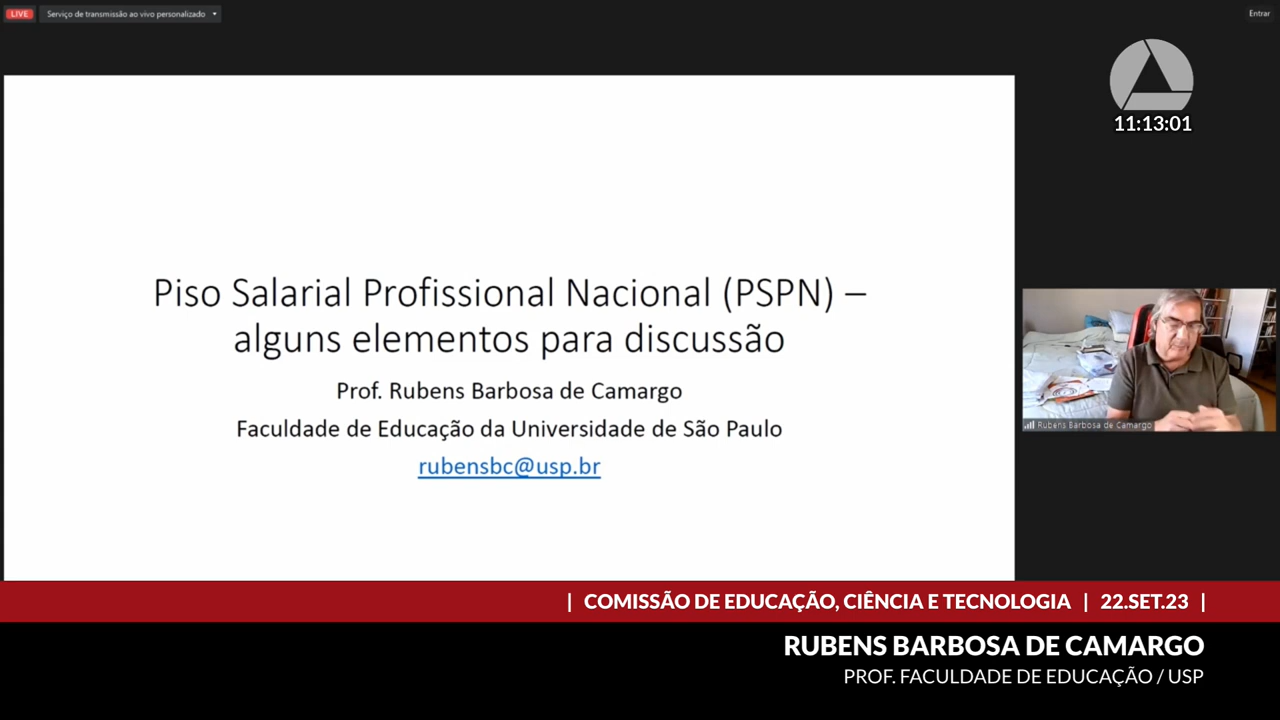 LIVE
Serviço de transmissão ao vivo personalizado
Entrar
11:13:01
Piso Salarial Profissional Nacional (PSPN) –
alguns elementos para discussão
Prof. Rubens Barbosa de Camargo
Faculdade de Educação da Universidade de São Paulo
rubensbc@usp.br
Rubens Barbosa de Camargo
| COMISSÃO DE EDUCAÇÃO, CIÊNCIA E TECNOLOGIA | 22.SET.23 |
RUBENS BARBOSA DE CAMARGO
PROF. FACULDADE DE EDUCAÇÃO / USP